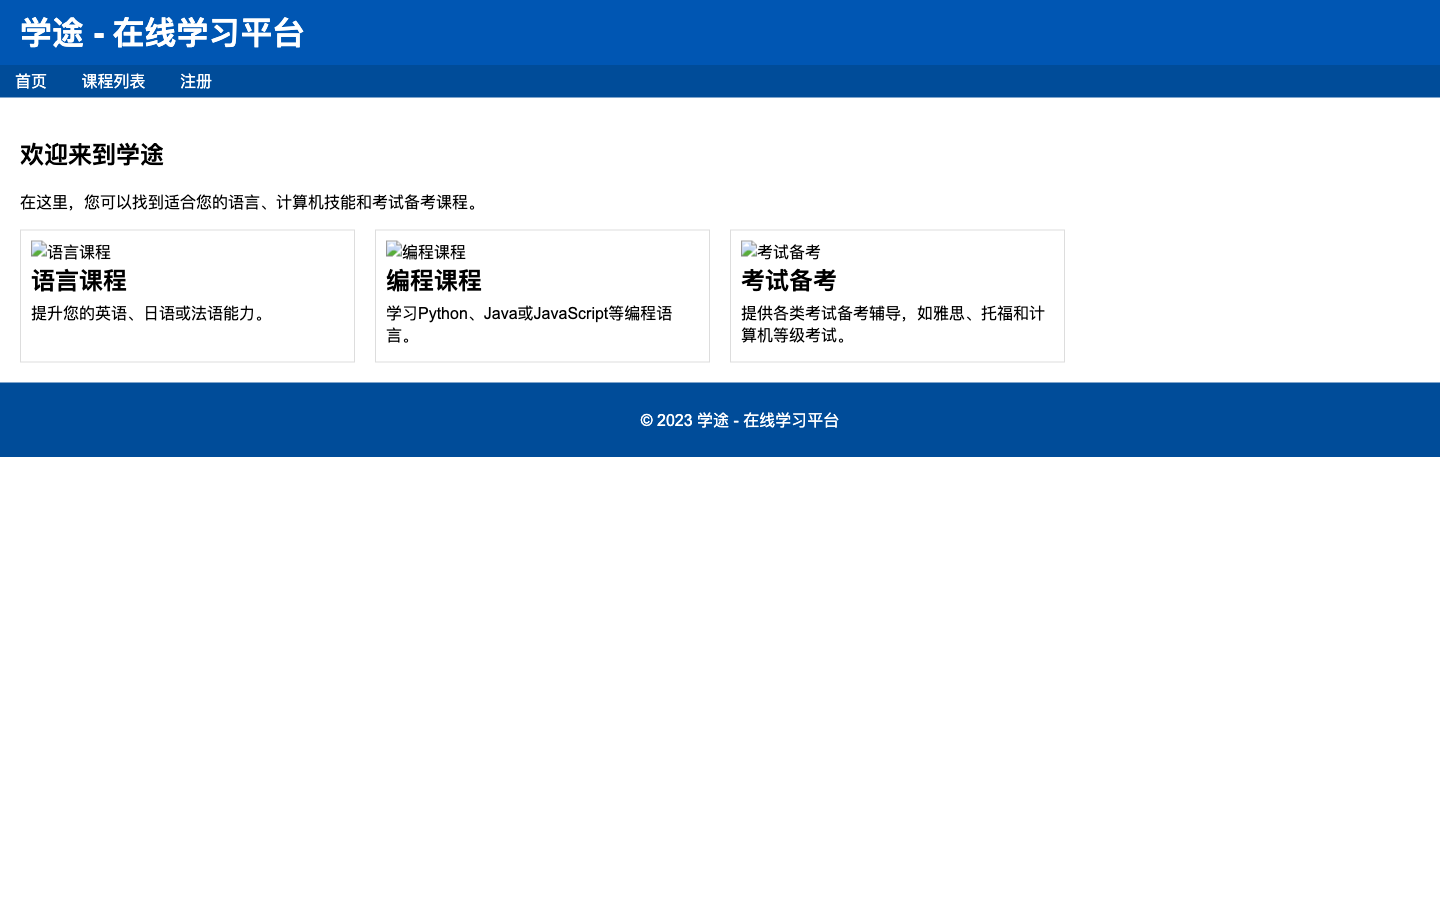 学途 - 在线学习平台
首页 课程列表 注册
欢迎来到学途
在这里，您可以找到适合您的语言、计算机技能和考试备考课程。
语言课程
语言课程
提升您的英语、日语或法语能力。
编程课程
编程课程
学习Python、Java或JavaScript等编程语
言。
考试备考
考试备考
提供各类考试备考辅导，如雅思、托福和计
算机等级考试。
© 2023 学途 - 在线学习平台